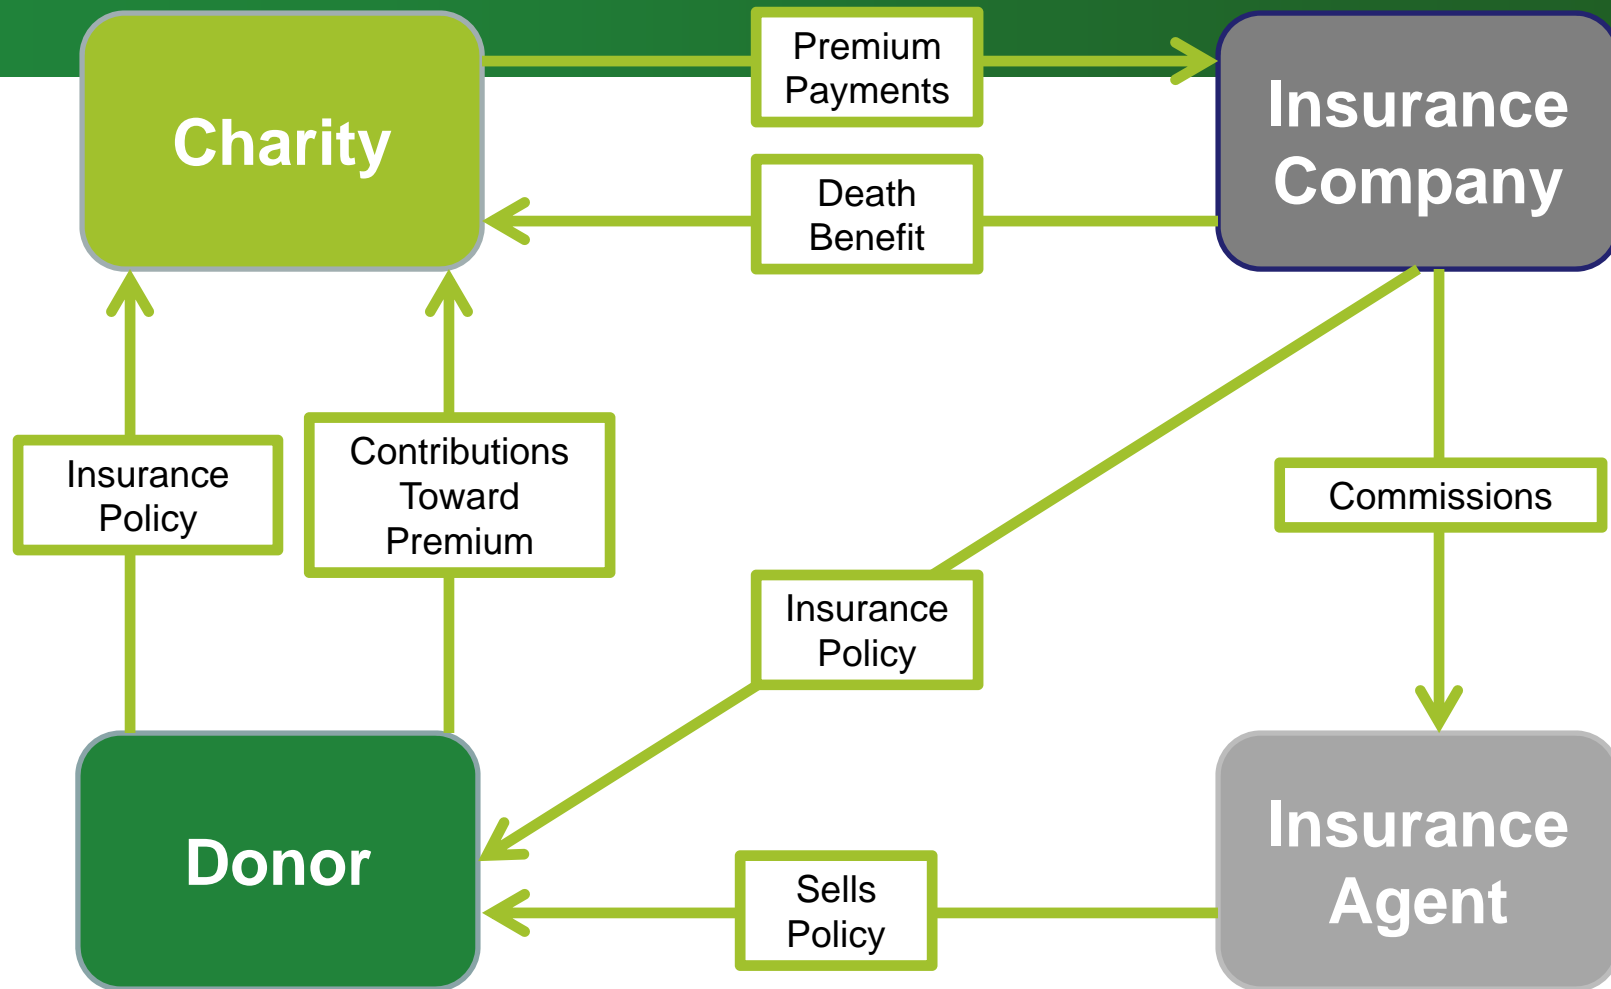 Premium
Payments
Charity
Insurance
Company
Death
Benefit
Insurance
Policy
Contributions
Toward
Premium
Commissions
Insurance
Policy
Donor
Sells
Policy
Insurance
Agent